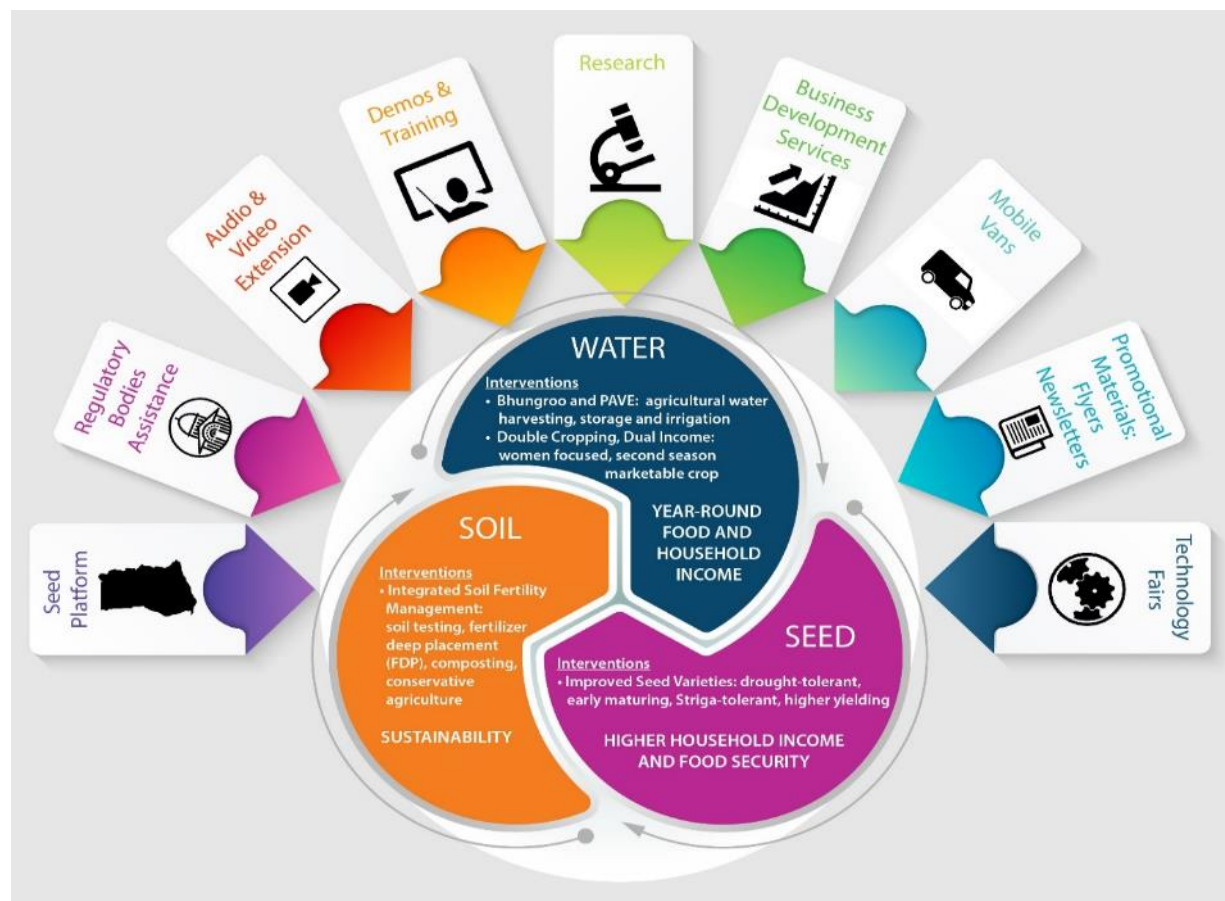 Seed
Platform
Regulatory
Bodies
Assistance
Audio &
Video
Extension
Demos &
Training
Research
Business
Development
Services
Mobile
Vans
Promotional
Materials:
Flyers
Newsletters
Technology
Fairs
WATER
Interventions
• Bhungroo and PAVE: agricultural water
harvesting, storage and irrigation
• Double Cropping, Dual Income:
women focused, second season
marketable crop
YEAR-ROUND
FOOD AND
HOUSEHOLD
INCOME
SOIL
Interventions
• Integrated Soil Fertility
Management:
soil testing, fertilizer
deep placement
(FDP), composting,
conservative
agriculture
SUSTAINABILITY
SEED
Interventions
• Improved Seed Varieties: drought-tolerant,
early maturing, Striga-tolerant, higher yielding
HIGHER HOUSEHOLD INCOME
AND FOOD SECURITY